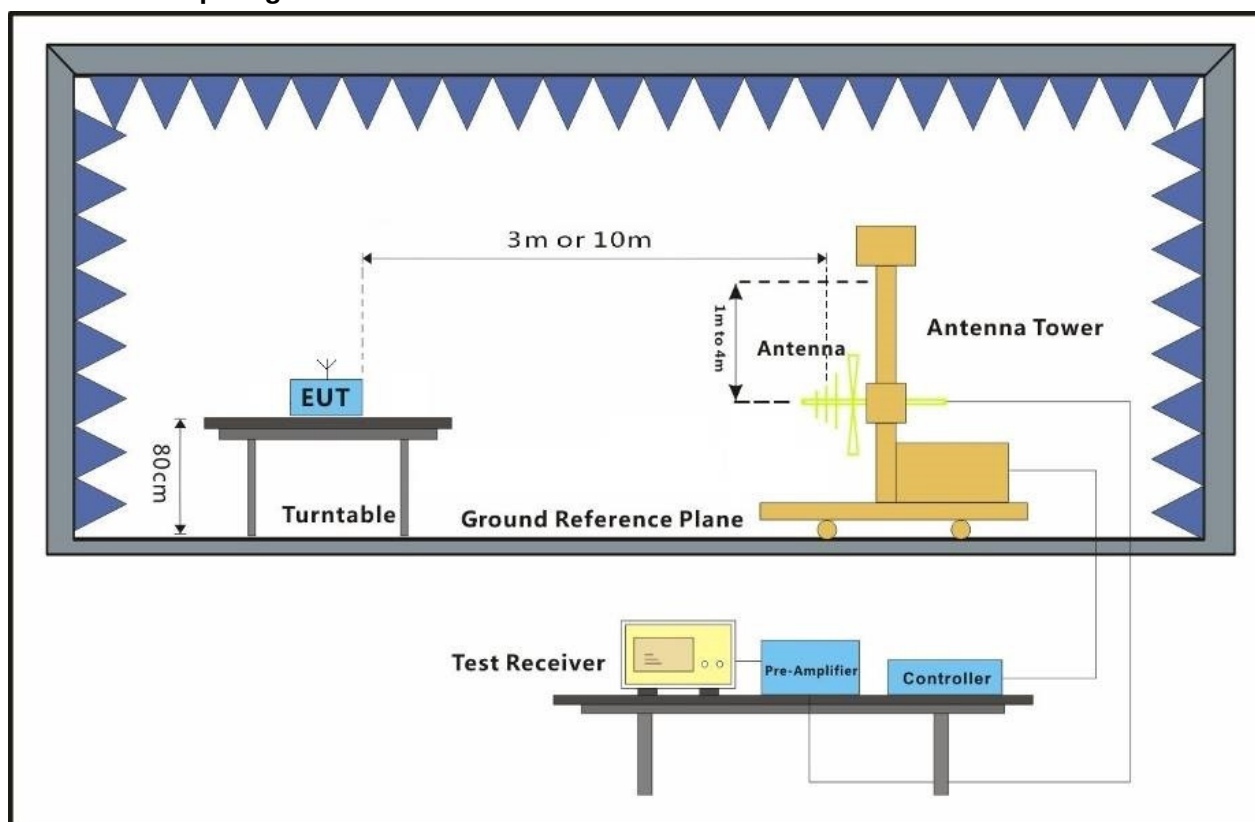 3m or 10m
1m to 4m
Antenna Tower
Antenna
EUT
80cm
Turntable
Ground Reference Plane
Test Receiver
Pre-Amplifier
Controller